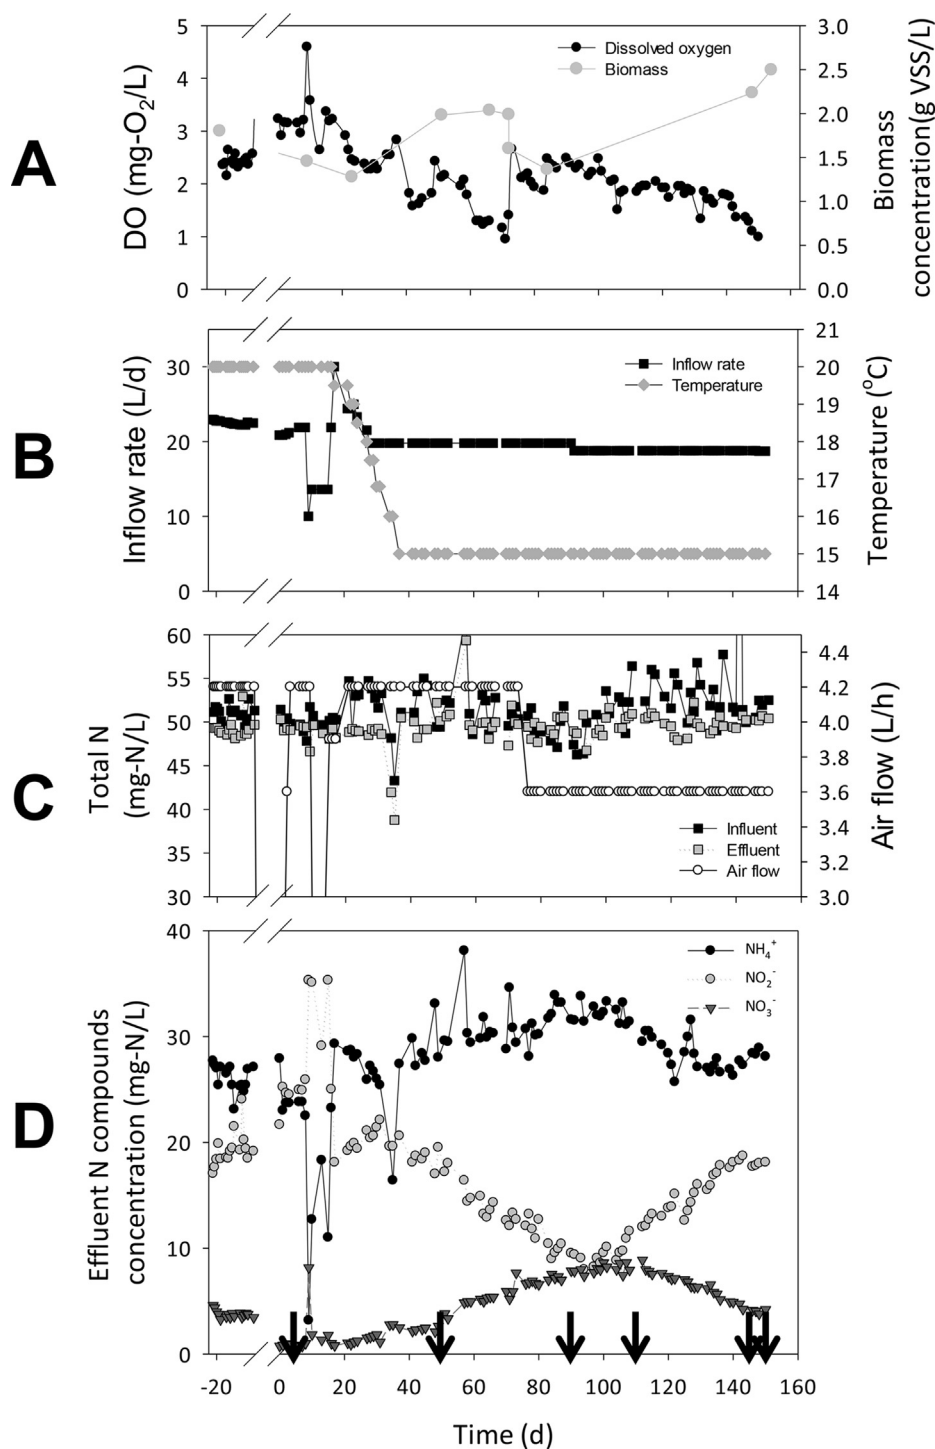 A
DO (mg-O₂/L)
5
4
3
2
1
0
Dissolved oxygen
Biomass
3.0
2.5
2.0
1.5
1.0
0.5
0.0
Biomass
concentration(g VSS/L)
B
Inflow rate (L/d)
30
20
10
0
Inflow rate
Temperature
21
20
19
18
17
16
15
14
Temperature (°C)
C
Total N
(mg-N/L)
60
55
50
45
40
35
30
Influent
Effluent
Air flow
4.4
4.2
4.0
3.8
3.6
3.4
3.2
3.0
Air flow (L/h)
D
Effluent N compounds
concentration (mg-N/L)
40
30
20
10
0
NH₄⁺
NO₂⁻
NO₃⁻
-20 0 20 40 60 80 100 120 140 160
Time (d)